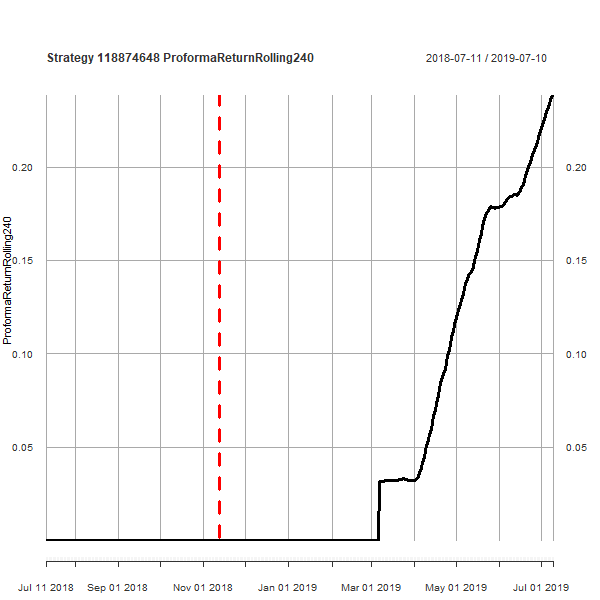 Strategy 118874648 ProformaReturnRolling240
2018-07-11 / 2019-07-10
ProformaReturnRolling240
0.20
0.15
0.10
0.05
0.20
0.15
0.10
0.05
Jul 11 2018
Sep 01 2018
Nov 01 2018
Jan 01 2019
Mar 01 2019
May 01 2019
Jul 01 2019